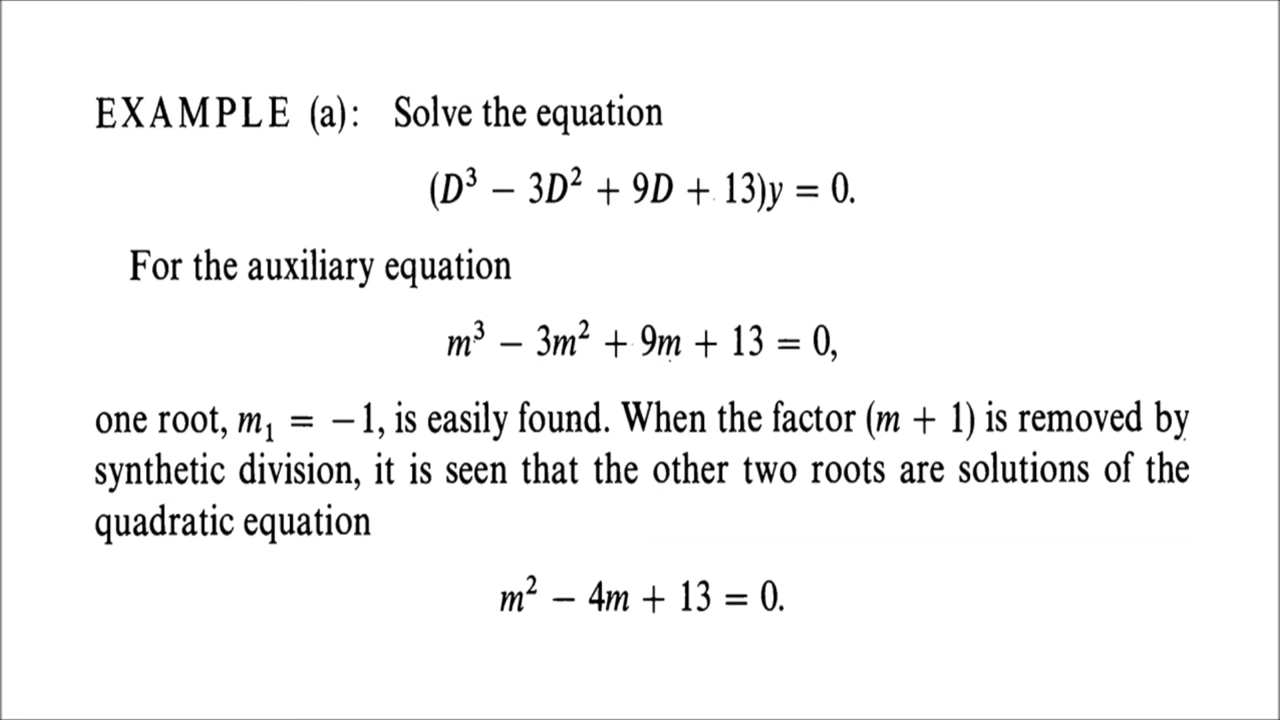 EXAMPLE (a): Solve the equation
(D³ − 3D² + 9D + 13)y = 0.
For the auxiliary equation
m³ − 3m² + 9m + 13 = 0,
one root, m₁ = −1, is easily found. When the factor (m + 1) is removed by
synthetic division, it is seen that the other two roots are solutions of the
quadratic equation
m² − 4m + 13 = 0.